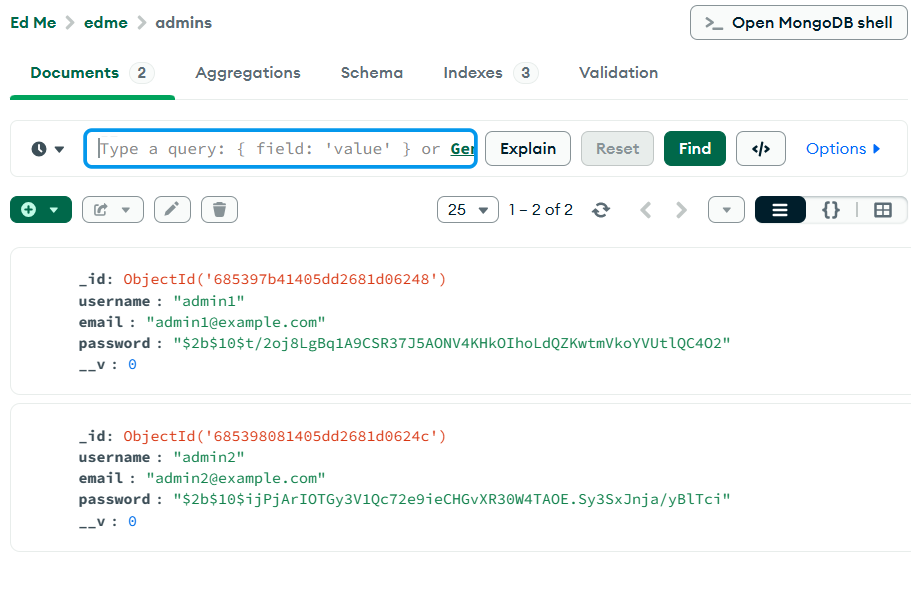 Ed Me > edme > admins
>_ Open MongoDB shell
Documents 2 Aggregations Schema Indexes 3 Validation
Type a query: { field: 'value' } or Explain Reset Find </> Options
25 1 – 2 of 2 {}
_id: ObjectId('685397b41405dd2681d06248')
username : "admin1"
email : "admin1@example.com"
password : "$2b$10$t/2oj8LgBq1A9CSR37J5AONV4KHkOIhoLdQZKwtmVkoYVUtlQC4O2"
__v : 0
_id: ObjectId('685398081405dd2681d0624c')
username : "admin2"
email : "admin2@example.com"
password : "$2b$10$ijPjArIOTGy3V1Qc72e9ieCHGvXR30W4TAOE.Sy3SxJnja/yBlTci"
__v : 0